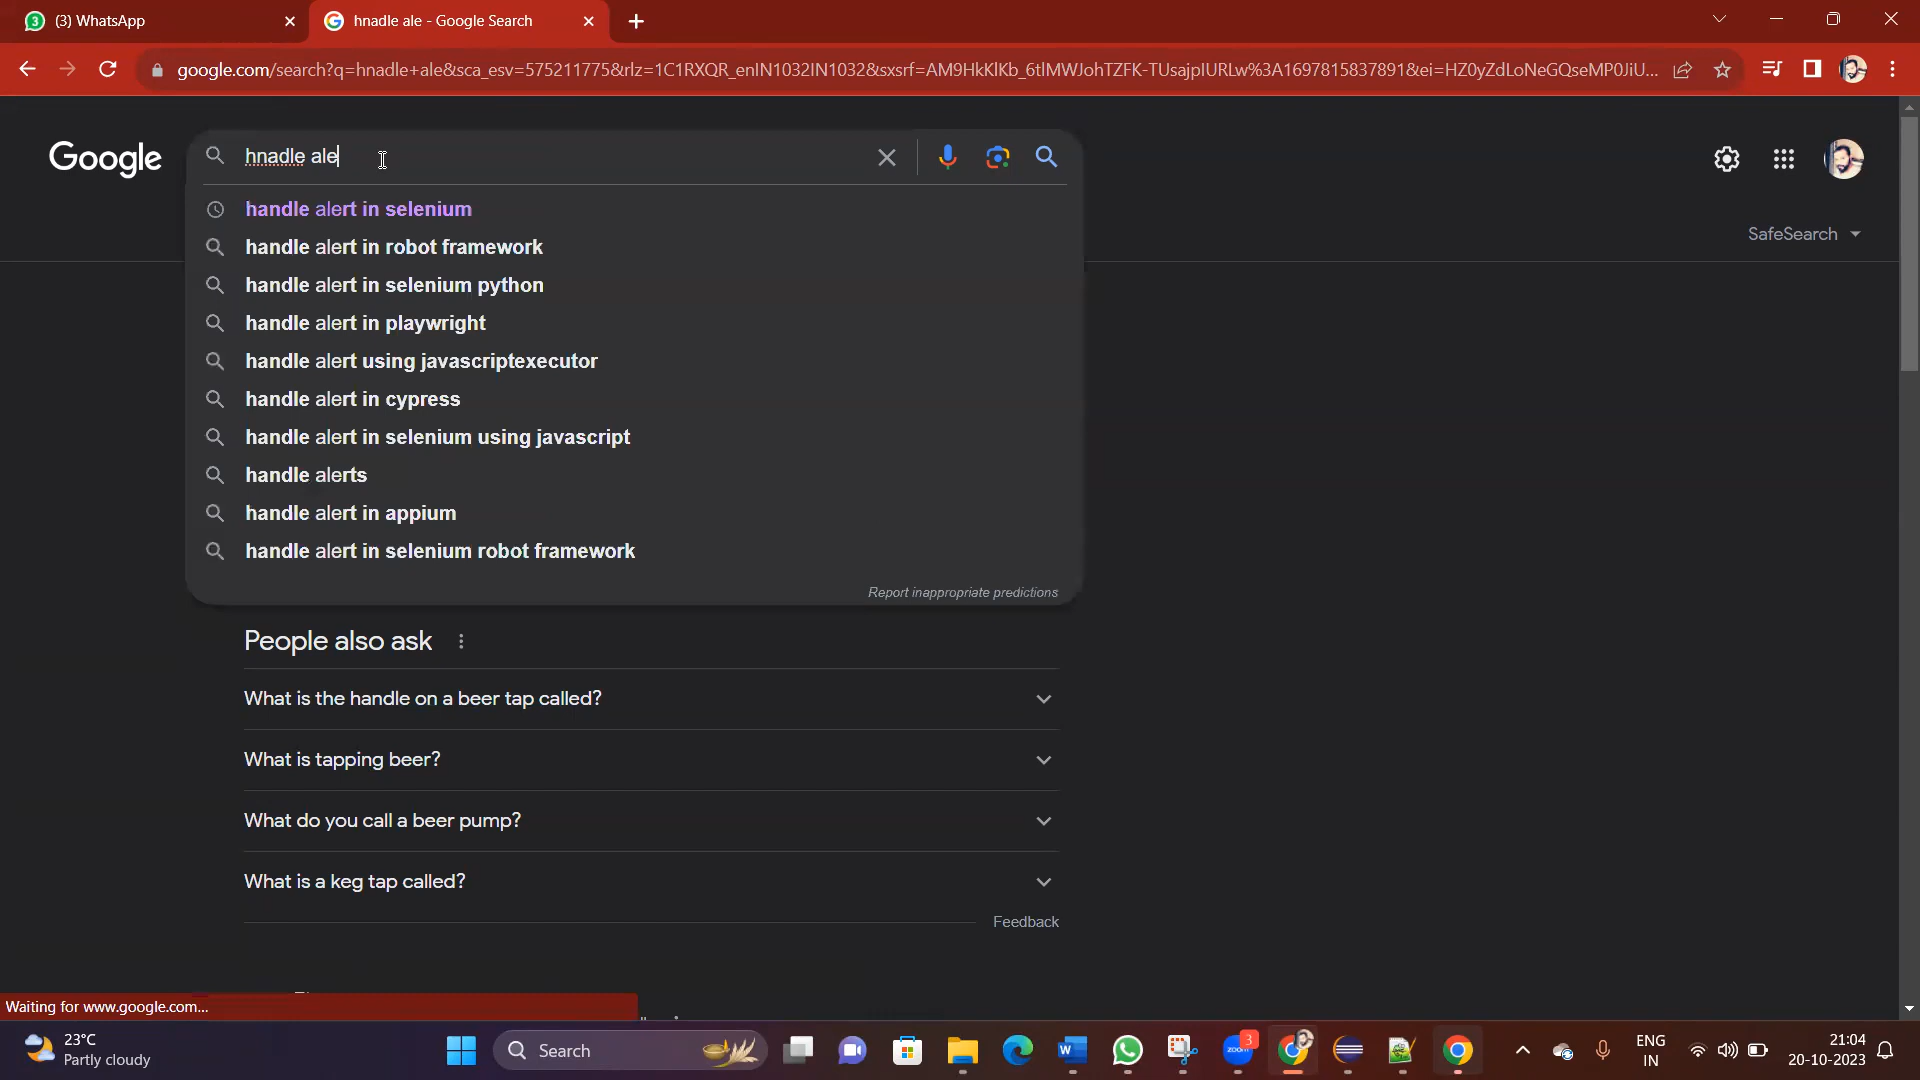 3
(3) WhatsApp
hnadle ale - Google Search
google.com/search?q=hnadle+ale&sca_esv=575211775&rlz=1C1RXQR_enIN1032IN1032&sxsrf=AM9HkKlKb_6tlMWJohTZFK-TUsajpIURLw%3A1697815837891&ei=HZ0yZdLoNeGQseMP0JiU...
Google
hnadle ale
handle alert in selenium
handle alert in robot framework
handle alert in selenium python
handle alert in playwright
handle alert using javascriptexecutor
handle alert in cypress
handle alert in selenium using javascript
handle alerts
handle alert in appium
handle alert in selenium robot framework
Report inappropriate predictions
SafeSearch
People also ask
What is the handle on a beer tap called?
What is tapping beer?
What do you call a beer pump?
What is a keg tap called?
Feedback
Waiting for www.google.com...
23°C
Partly cloudy
Search
W
zoom
3
ENG
IN
21:04
20-10-2023